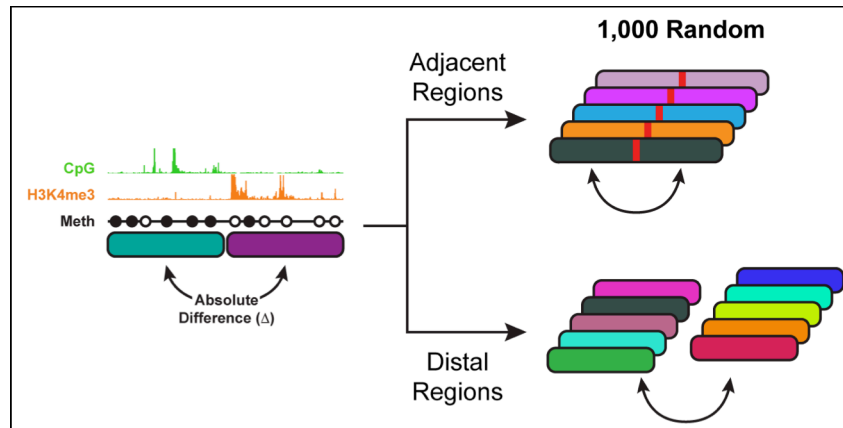 1,000 Random
Adjacent
Regions
CpG
H3K4me3
Meth
Absolute
Difference (Δ)
Distal
Regions